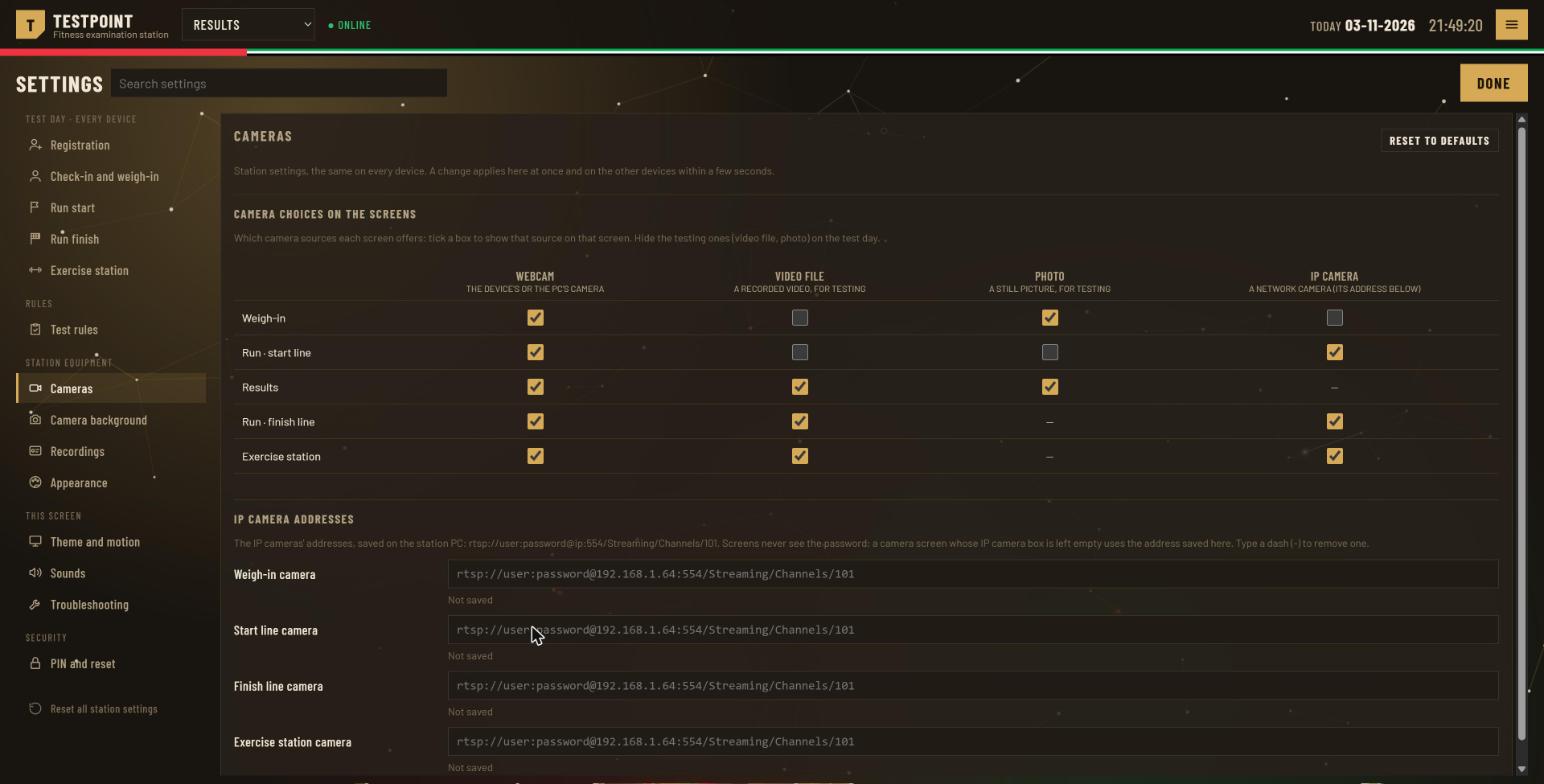 T
TESTPOINT
Fitness examination station
RESULTS
ONLINE
TODAY 03-11-2026 21:49:20
SETTINGS
Search settings
DONE
TEST DAY · EVERY DEVICE
Registration
Check-in and weigh-in
Run start
Run finish
Exercise station
RULES
Test rules
STATION EQUIPMENT
Cameras
Camera background
Recordings
Appearance
THIS SCREEN
Theme and motion
Sounds
Troubleshooting
SECURITY
PIN and reset
Reset all station settings
CAMERAS
RESET TO DEFAULTS
Station settings, the same on every device. A change applies here at once and on the other devices within a few seconds.
CAMERA CHOICES ON THE SCREENS
Which camera sources each screen offers: tick a box to show that source on that screen. Hide the testing ones (video file, photo) on the test day.
WEBCAM VIDEO FILE PHOTO IP CAMERA
THE DEVICE'S OR THE PC'S CAMERA A RECORDED VIDEO, FOR TESTING A STILL PICTURE, FOR TESTING A NETWORK CAMERA (ITS ADDRESS BELOW)
Weigh-in
Run · start line
Results –
Run · finish line –
Exercise station –
IP CAMERA ADDRESSES
The IP cameras' addresses, saved on the station PC: rtsp://user:password@ip:554/Streaming/Channels/101. Screens never see the password: a camera screen whose IP camera box is left empty uses the address saved here. Type a dash (-) to remove one.
Weigh-in camera rtsp://user:password@192.168.1.64:554/Streaming/Channels/101
Not saved
Start line camera rtsp://user:password@192.168.1.64:554/Streaming/Channels/101
Not saved
Finish line camera rtsp://user:password@192.168.1.64:554/Streaming/Channels/101
Not saved
Exercise station camera rtsp://user:password@192.168.1.64:554/Streaming/Channels/101
Not saved